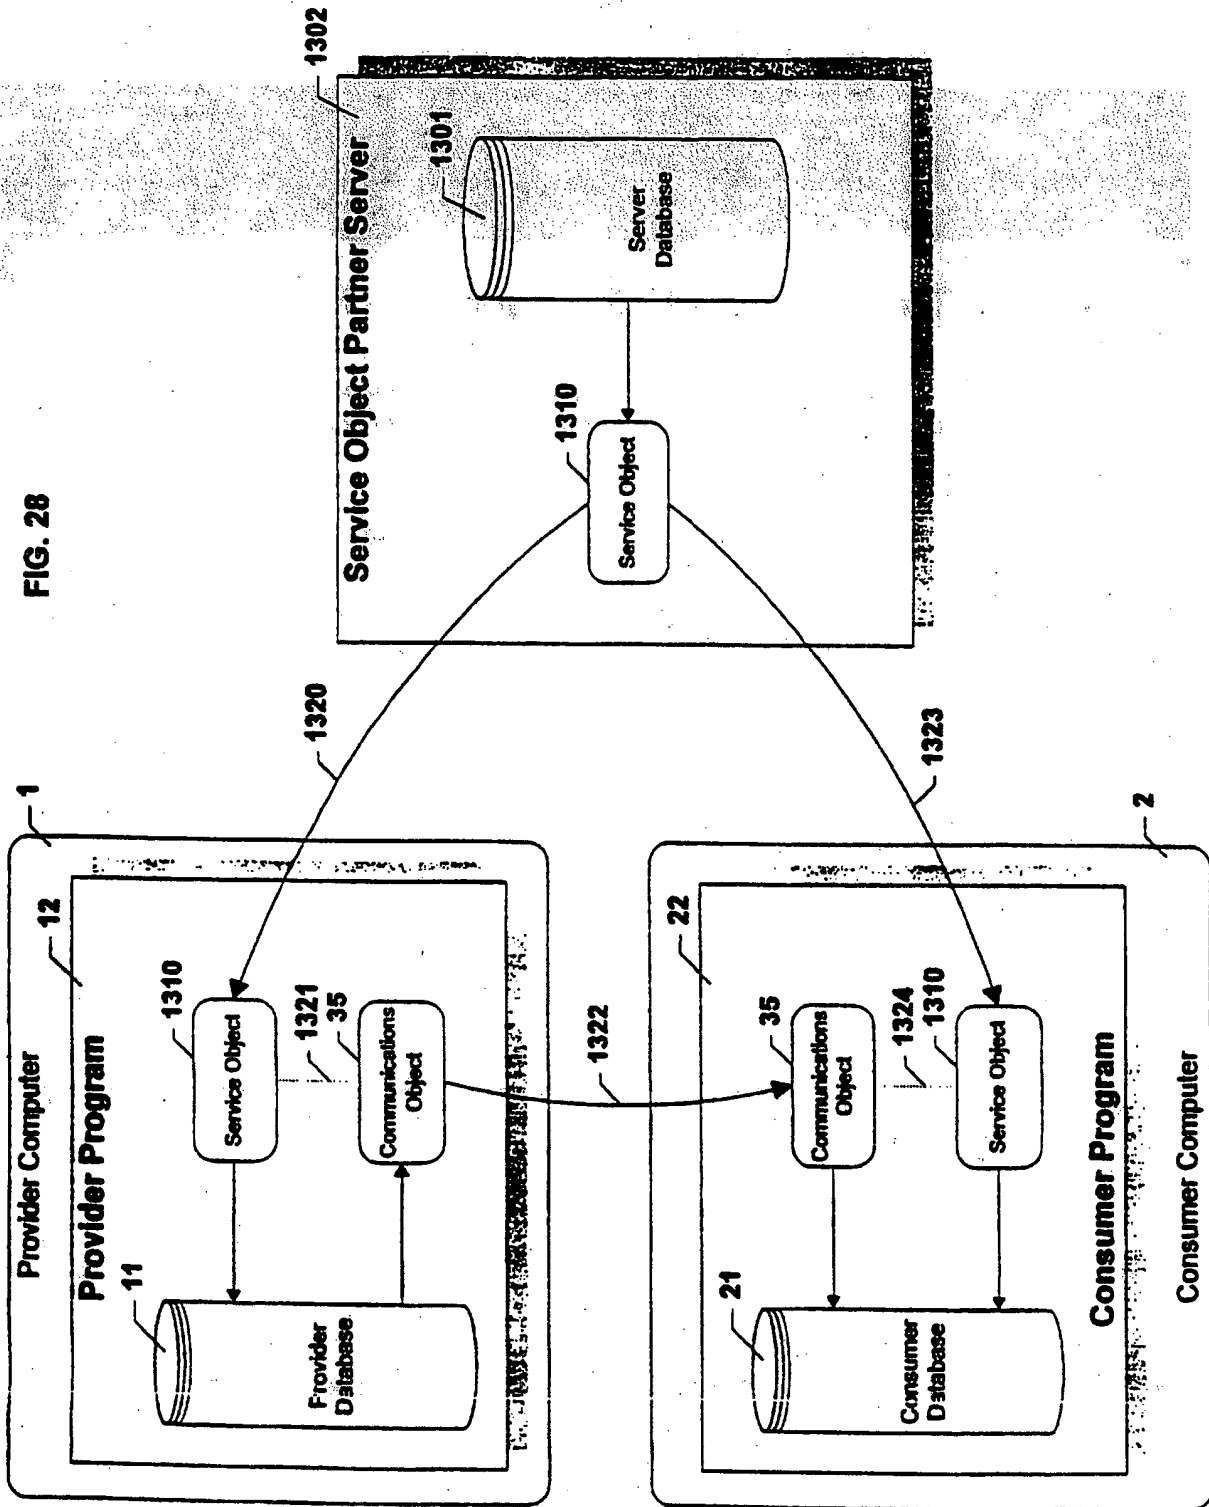 FIG. 28
Provider Computer
1
Provider Program
12
11
Provider
Database
1310
Service Object
1321
35
Communications
Object
1320
1322
Service Object Partner Server
1302
1301
Server
Database
1310
Service Object
1323
2
22
35
Communications
Object
1324
1310
Service Object
21
Consumer
Database
Consumer Program
Consumer Computer